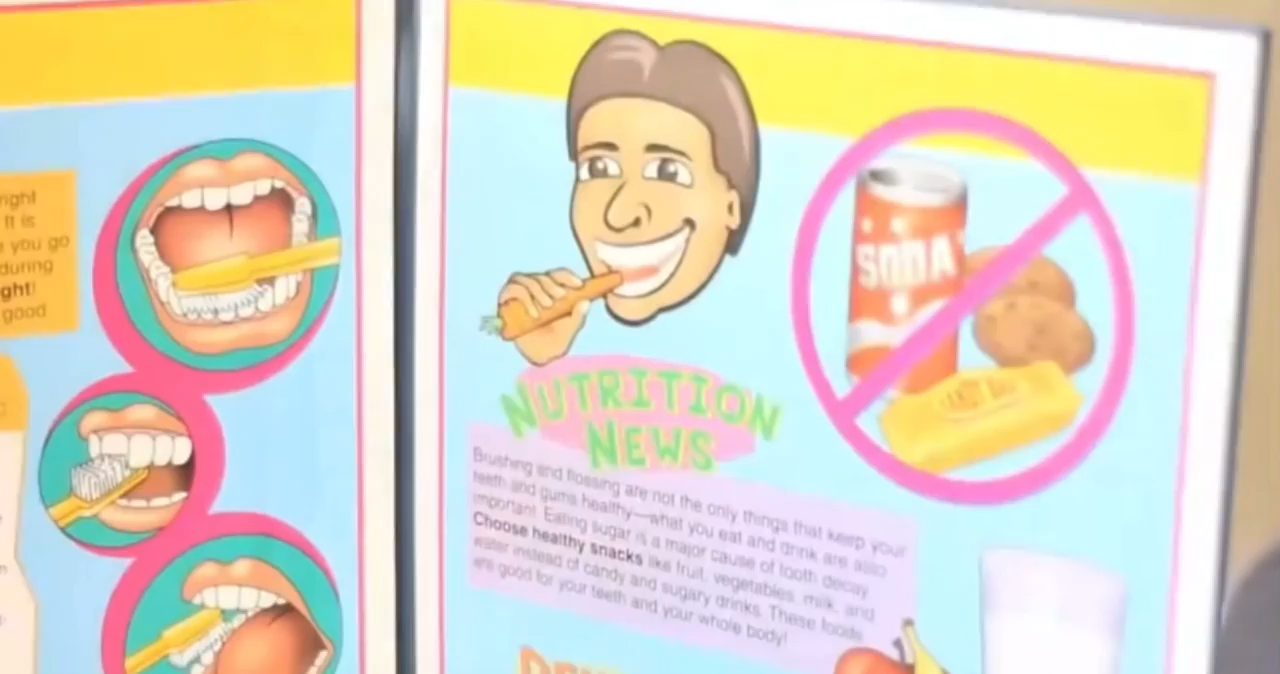 right
It is
you go
during
ght!
good
SODA
CANDY BAR
NUTRITION
NEWS
Brushing and flossing are not the only things that keep your
teeth and gums healthy—what you eat and drink are also
important! Eating sugar is a major cause of tooth decay.
Choose healthy snacks like fruit, vegetables, milk, and
water instead of candy and sugary drinks. These foods
are good for your teeth and your whole body!